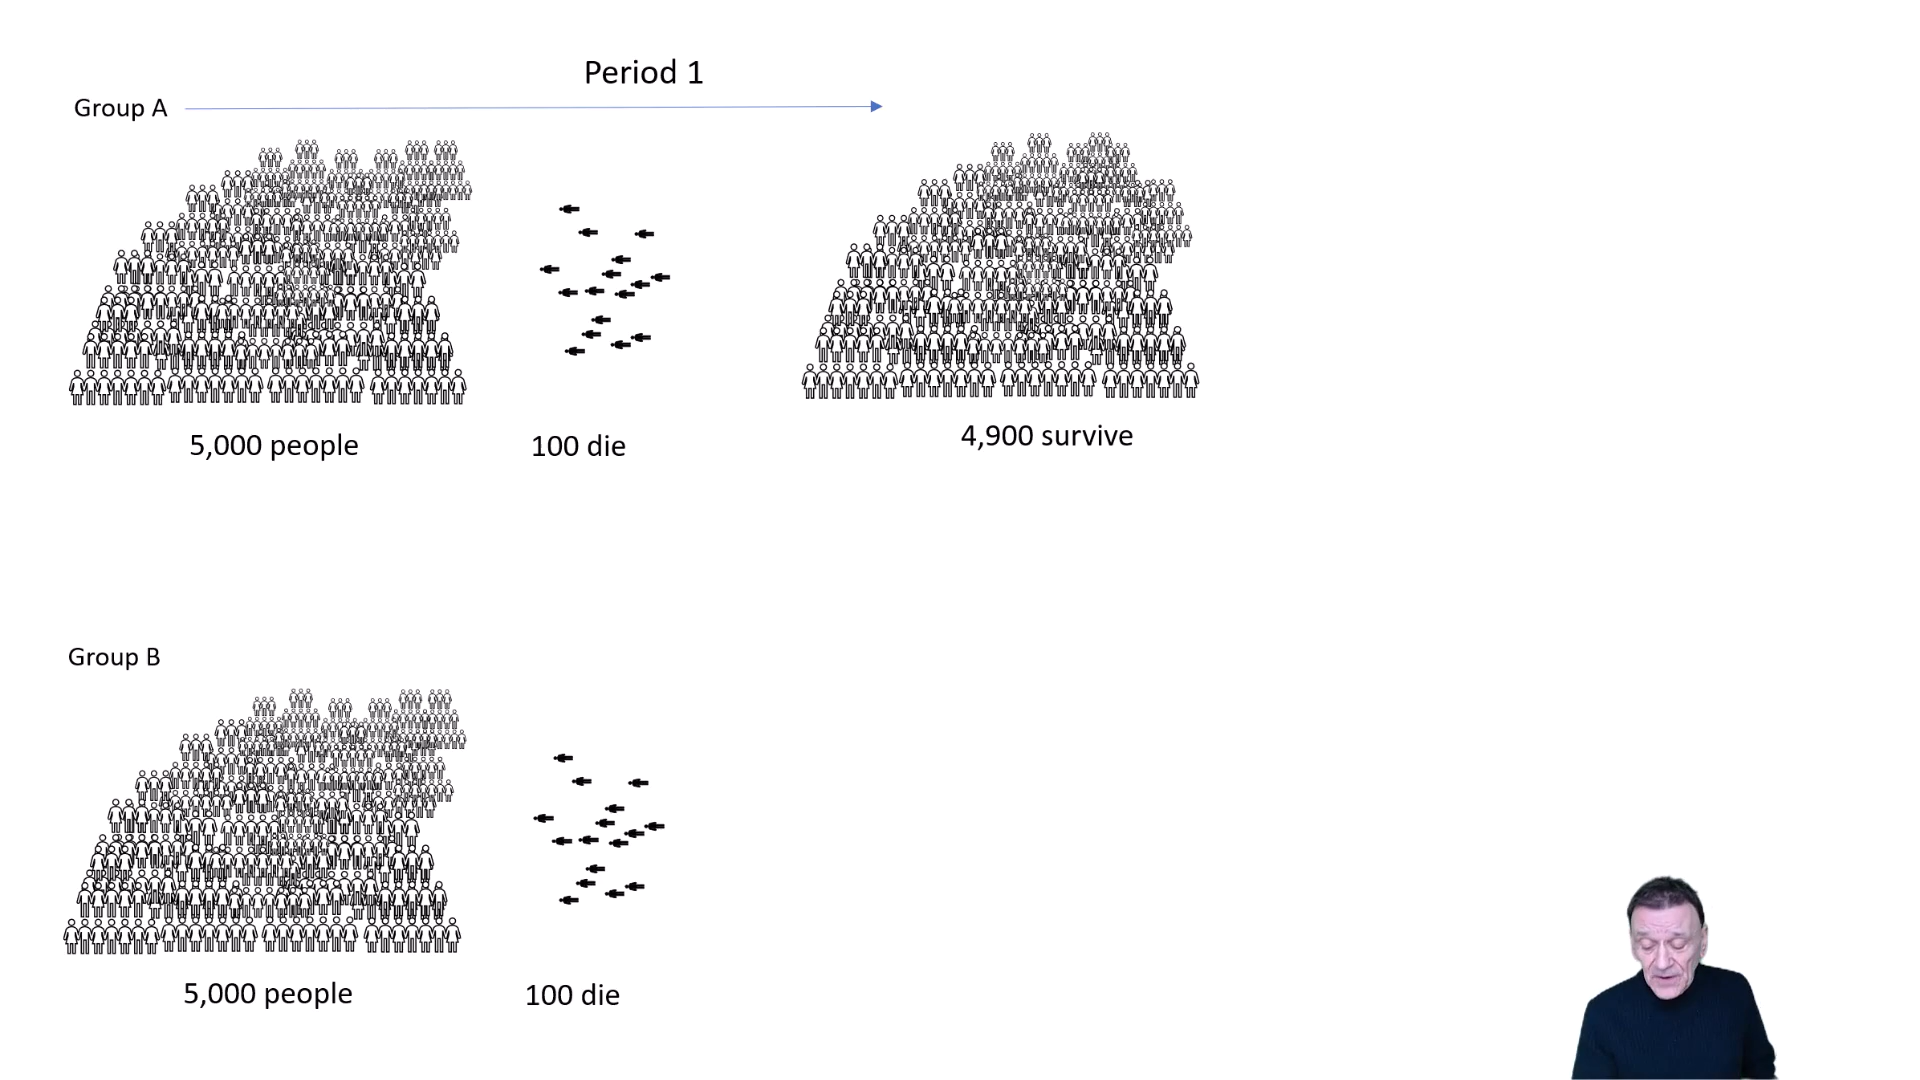 Period 1
Group A
5,000 people
100 die
4,900 survive
Group B
5,000 people
100 die